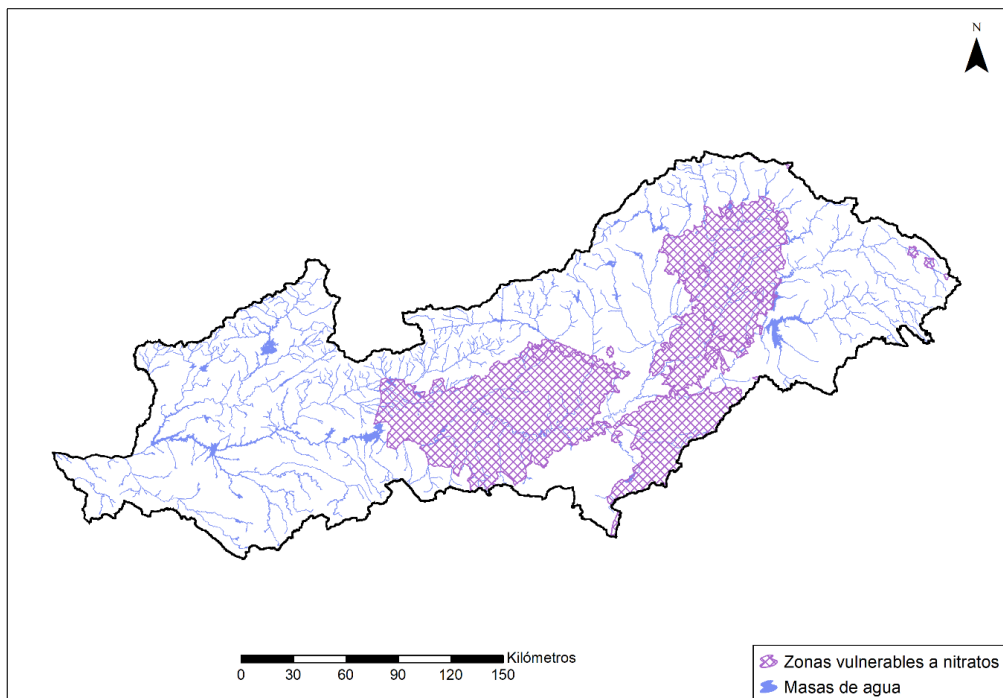 N
Kilómetros
0 30 60 90 120 150
Zonas vulnerables a nitratos
Masas de agua